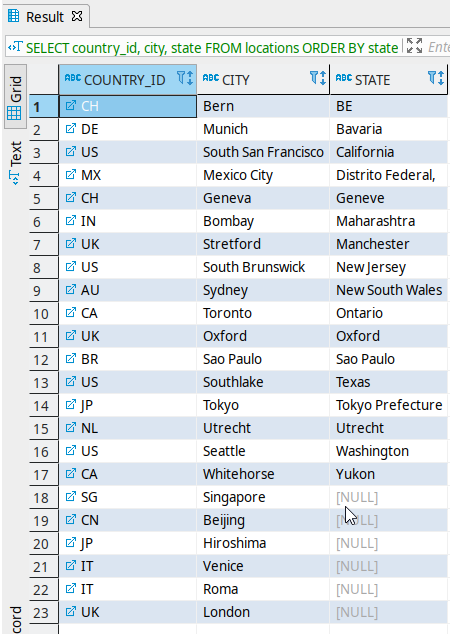 Result
SELECT country_id, city, state FROM locations ORDER BY state
Ente
Grid
Text
cord
ABC COUNTRY_ID ABC CITY ABC STATE
1 CH Bern BE
2 DE Munich Bavaria
3 US South San Francisco California
4 MX Mexico City Distrito Federal,
5 CH Geneva Geneve
6 IN Bombay Maharashtra
7 UK Stretford Manchester
8 US South Brunswick New Jersey
9 AU Sydney New South Wales
10 CA Toronto Ontario
11 UK Oxford Oxford
12 BR Sao Paulo Sao Paulo
13 US Southlake Texas
14 JP Tokyo Tokyo Prefecture
15 NL Utrecht Utrecht
16 US Seattle Washington
17 CA Whitehorse Yukon
18 SG Singapore [NULL]
19 CN Beijing [NULL]
20 JP Hiroshima [NULL]
21 IT Venice [NULL]
22 IT Roma [NULL]
23 UK London [NULL]